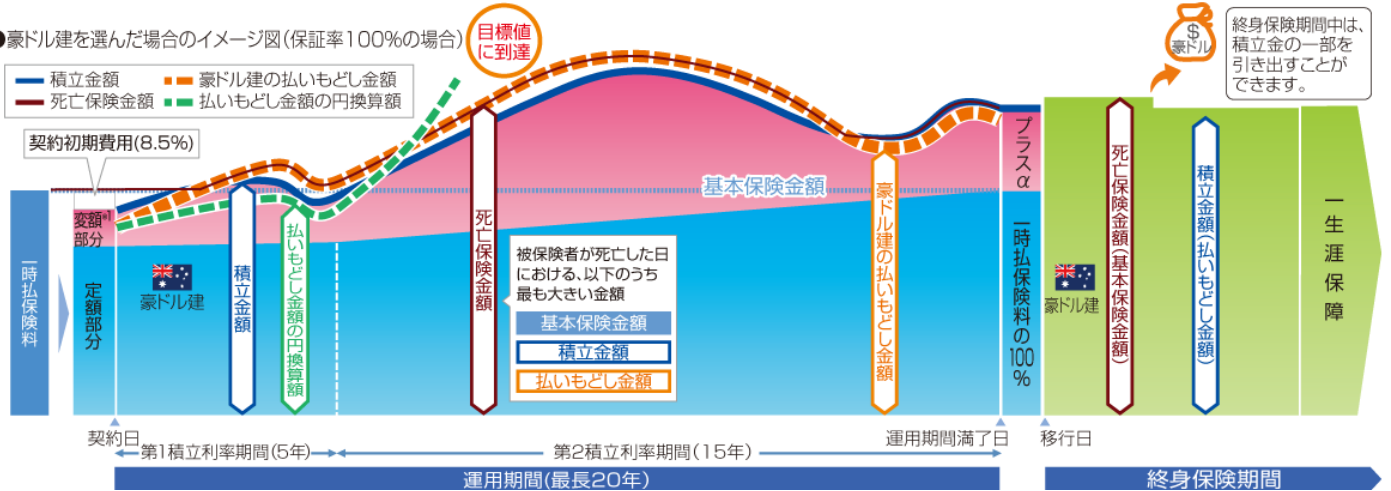 ●豪ドル建を選んだ場合のイメージ図(保証率100%の場合)
目標値
に到達
積立金額
豪ドル建の払いもどし金額
死亡保険金額
払いもどし金額の円換算額
契約初期費用(8.5%)
$
豪ドル
終身保険期間中は、
積立金の一部を
引き出すことが
できます。
一時払保険料
変額※1
部分
定額部分
豪ドル建
積立金額
払いもどし金額の円換算額
死亡保険金額
基本保険金額
被保険者が死亡した日
における、以下のうち
最も大きい金額
基本保険金額
積立金額
払いもどし金額
豪ドル建の払いもどし金額
プラスα
一時払保険料の100%
豪ドル建
死亡保険金額(基本保険金額)
積立金額(払いもどし金額)
一生涯保障
契約日
第1積立利率期間(5年)
第2積立利率期間(15年)
運用期間満了日
移行日
運用期間(最長20年)
終身保険期間